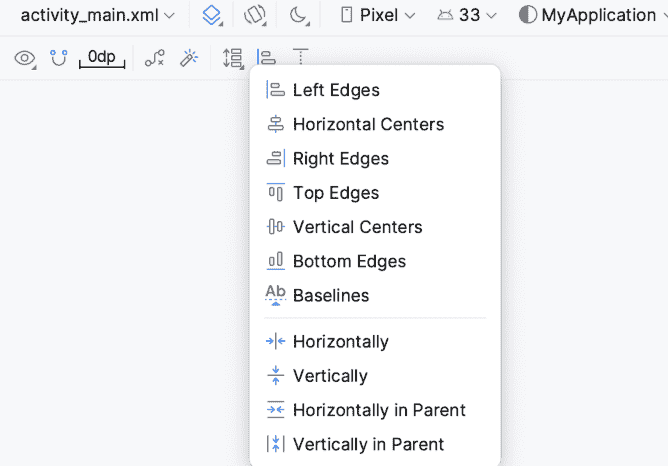 activity_main.xml Pixel 33 MyApplication
0dp
Left Edges
Horizontal Centers
Right Edges
Top Edges
Vertical Centers
Bottom Edges
Ab Baselines
Horizontally
Vertically
Horizontally in Parent
Vertically in Parent